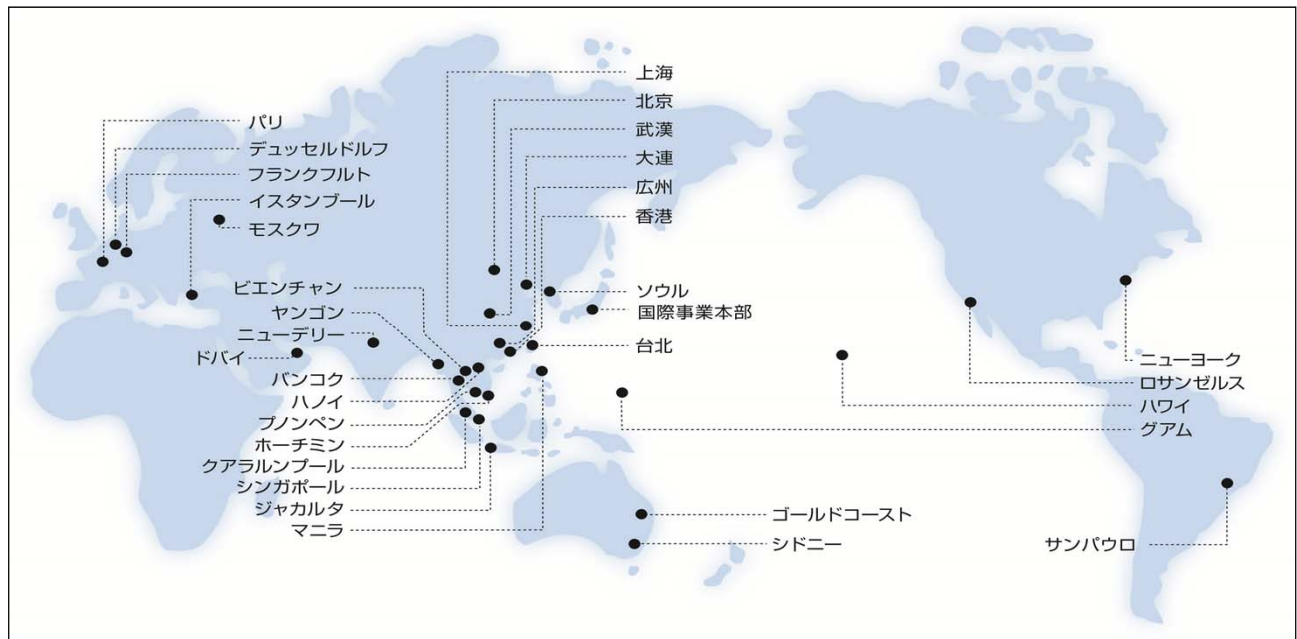 上海
北京
武漢
大連
広州
香港
パリ
デュッセルドルフ
フランクフルト
イスタンブール
モスクワ
ビエンチャン
ヤンゴン
ニューデリー
ドバイ
バンコク
ハノイ
プノンペン
ホーチミン
クアラルンプール
シンガポール
ジャカルタ
マニラ
ソウル
国際事業本部
台北
ゴールドコースト
シドニー
ニューヨーク
ロサンゼルス
ハワイ
グアム
サンパウロ